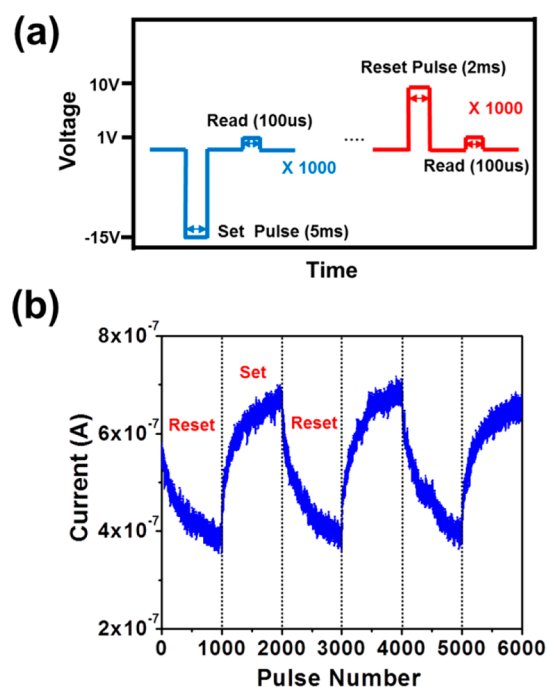 (a)
Voltage
10V
1V
-15V
Reset Pulse (2ms)
Read (100us)
X 1000
X 1000
Read (100us)
Set Pulse (5ms)
....
Time
(b)
8x10⁻⁷
6x10⁻⁷
4x10⁻⁷
2x10⁻⁷
Current (A)
Set
Reset
Reset
0 1000 2000 3000 4000 5000 6000
Pulse Number